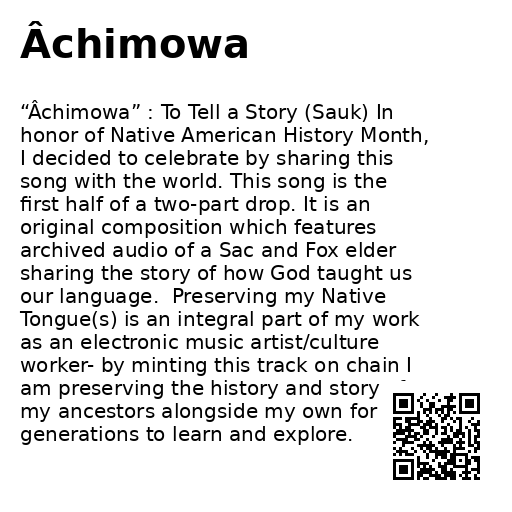 Âchimowa
“Âchimowa” : To Tell a Story (Sauk) In
honor of Native American History Month,
I decided to celebrate by sharing this
song with the world. This song is the
first half of a two-part drop. It is an
original composition which features
archived audio of a Sac and Fox elder
sharing the story of how God taught us
our language.  Preserving my Native
Tongue(s) is an integral part of my work
as an electronic music artist/culture
worker- by minting this track on chain I
am preserving the history and story
my ancestors alongside my own for
generations to learn and explore.